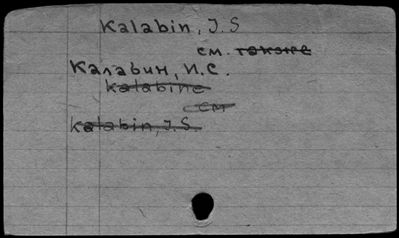 Kalabin, J. S
см. также
Калабин, И.С.
kalabine
см
kalabin, J.S.